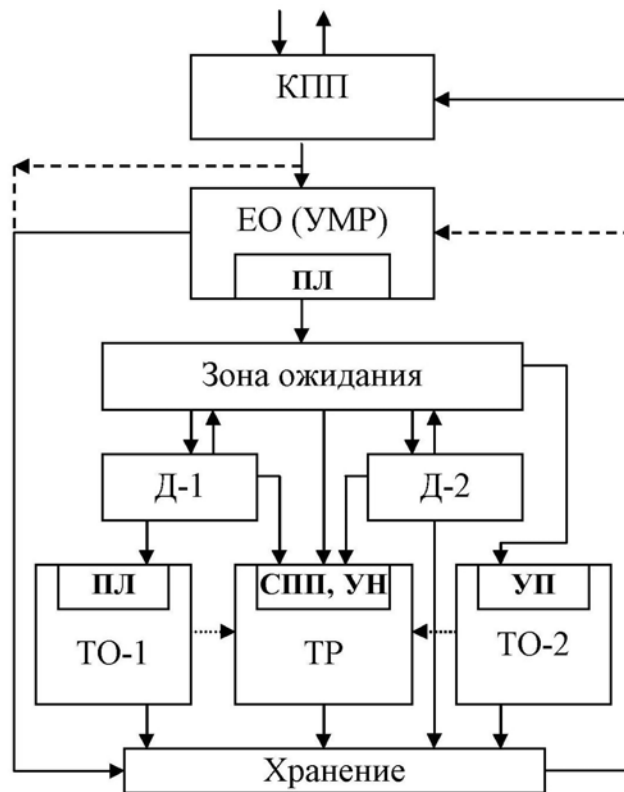 КПП
ЕО (УМР)
ПЛ
Зона ожидания
Д-1
Д-2
ПЛ
СПП, УН
УП
ТО-1
ТР
ТО-2
Хранение